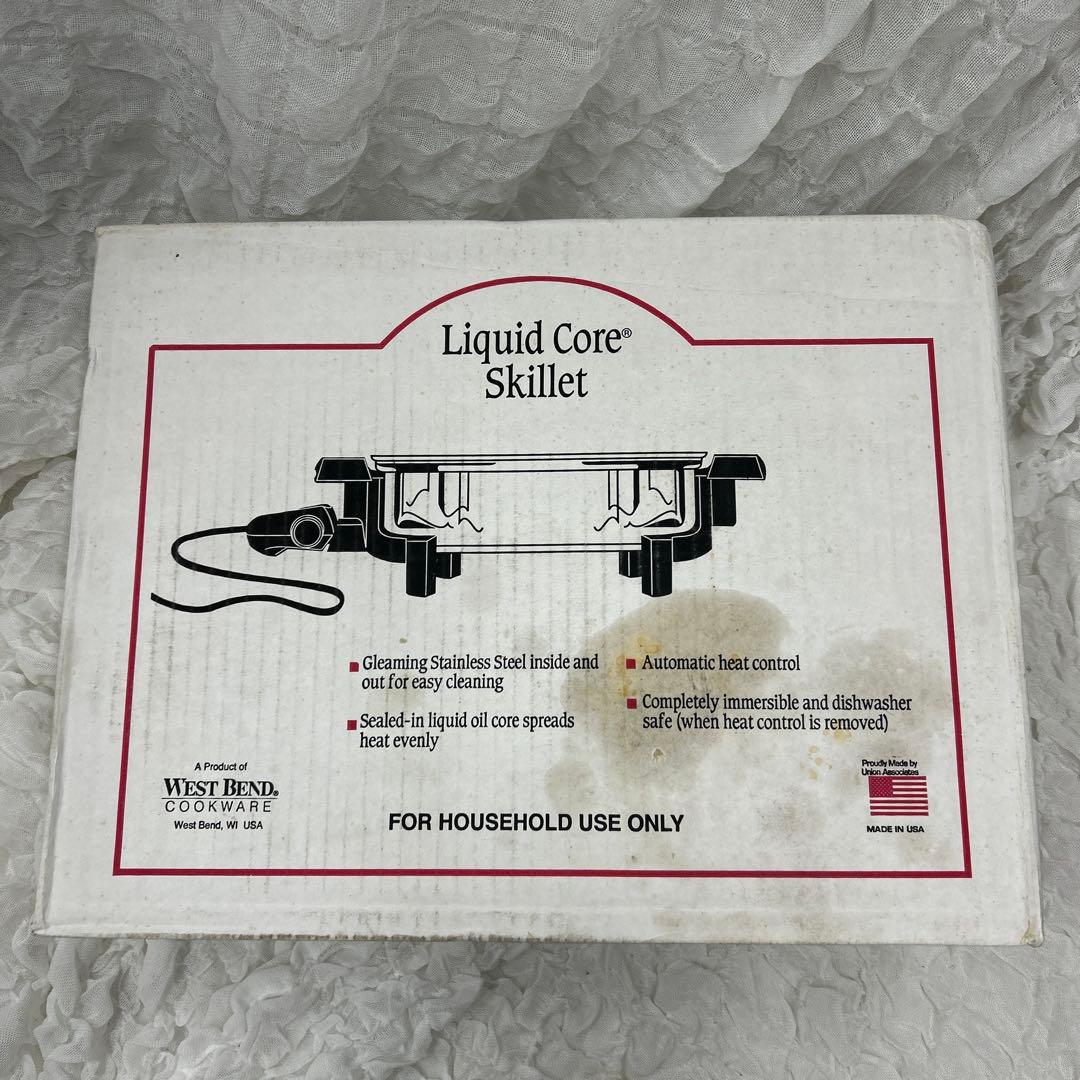 Liquid Core®
Skillet
■ Gleaming Stainless Steel inside and
out for easy cleaning
■ Sealed-in liquid oil core spreads
heat evenly
■ Automatic heat control
■ Completely immersible and dishwasher
safe (when heat control is removed)
A Product of
WEST BEND®
COOKWARE
West Bend, WI USA
FOR HOUSEHOLD USE ONLY
Proudly Made by
Union Associates
MADE IN USA